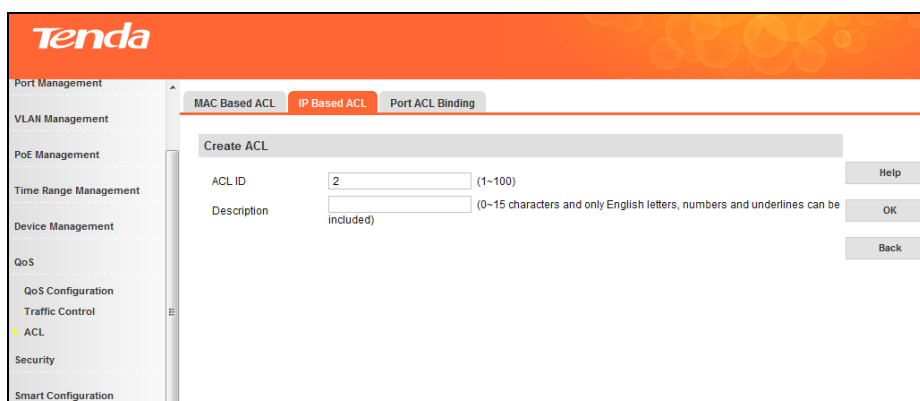 Tenda
Port Management
VLAN Management
PoE Management
Time Range Management
Device Management
QoS
QoS Configuration
Traffic Control
ACL
Security
Smart Configuration
MAC Based ACL IP Based ACL Port ACL Binding
Create ACL
ACL ID 2 (1~100)
Description (0~15 characters and only English letters, numbers and underlines can be
included)
Help
OK
Back